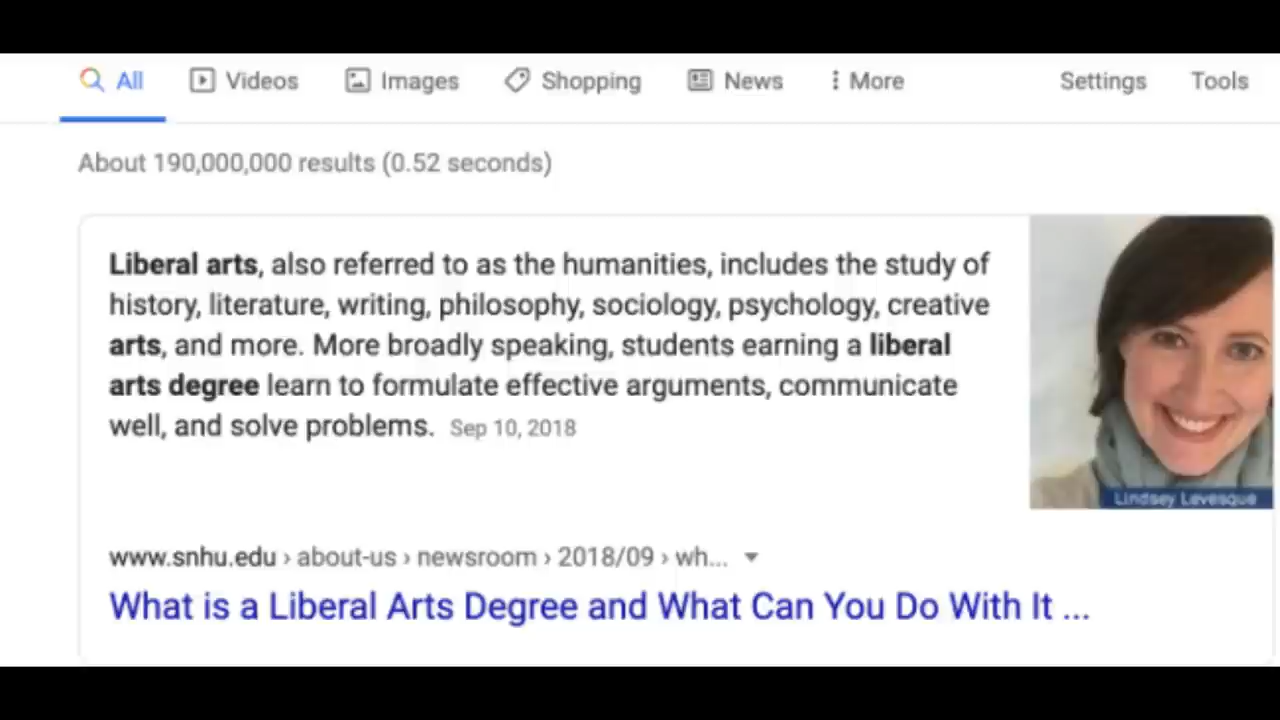 All Videos Images Shopping News More Settings Tools
About 190,000,000 results (0.52 seconds)
Liberal arts, also referred to as the humanities, includes the study of
history, literature, writing, philosophy, sociology, psychology, creative
arts, and more. More broadly speaking, students earning a liberal
arts degree learn to formulate effective arguments, communicate
well, and solve problems. Sep 10, 2018
Lindsey Levesque
www.snhu.edu › about-us › newsroom › 2018/09 › wh...
What is a Liberal Arts Degree and What Can You Do With It ...